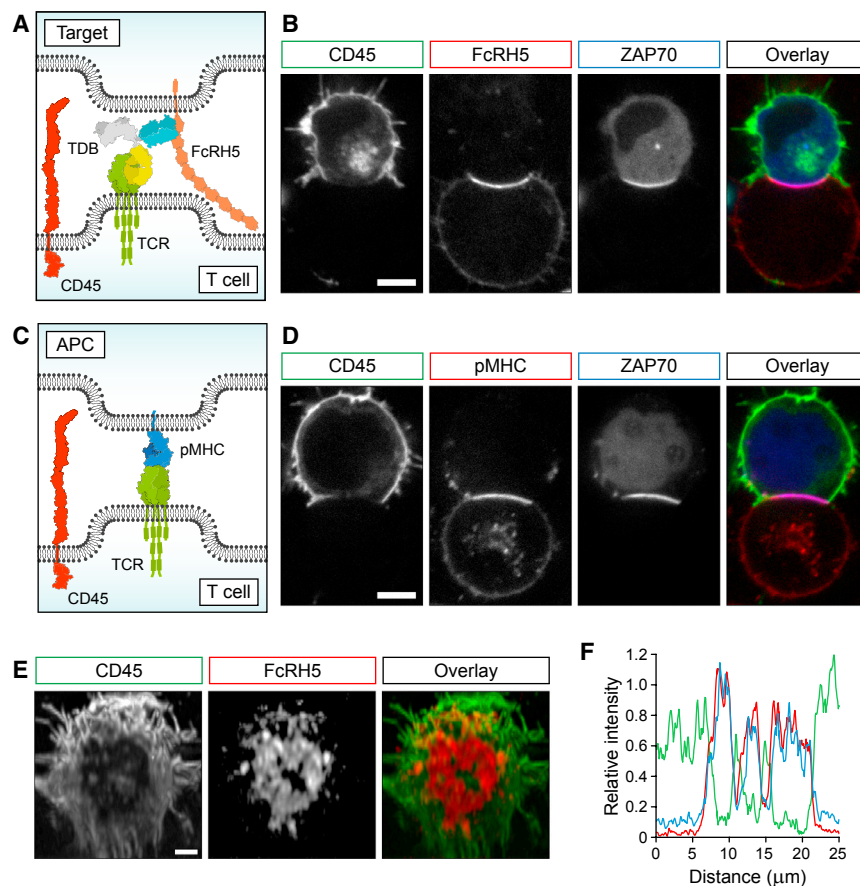 A
Target
TDB
FcRH5
TCR
CD45
T cell
B
CD45 FcRH5 ZAP70 Overlay
C
APC
pMHC
TCR
CD45
T cell
D
CD45 pMHC ZAP70 Overlay
E
CD45 FcRH5 Overlay
F
Relative intensity
1.2
1.0
0.8
0.6
0.4
0.2
0
0 5 10 15 20 25
Distance (μm)